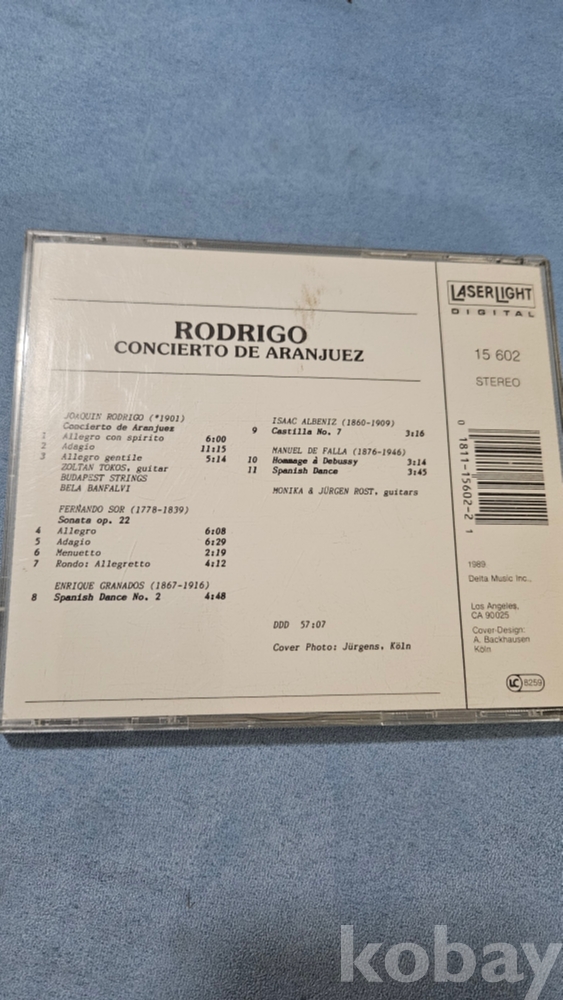 RODRIGO
CONCIERTO DE ARANJUEZ
JOAQUIN RODRIGO (*1901)
Coocierto de Aranjuez
1 Allegro con spirito 6:00
2 Adagio 11:15
3 Allegro gentile 5:14
ZOLTAN TOKOS, guitar
BUDAPEST STRINGS
BELA BANFALVI
FERNANDO SOR (1778-1839)
Sonata op. 22
4 Allegro 6:08
5 Adagio 6:29
6 Menuetto 2:19
7 Rondo: Allegretto 4:12
ENRIQUE GRANADOS (1867-1916)
8 Spanish Dance No. 2 4:48
ISAAC ALBENIZ (1860-1909)
9 Castilla No. 7 3:16
MANUEL DE FALLA (1876-1946)
10 Hommage à Debussy 3:14
11 Spanish Dance 3:45
MONIKA & JÜRGEN ROST, guitars
DDD 57:07
Cover Photo: Jürgens, Köln
LASERLIGHT
DIGITAL
15 602
STEREO
0 1811-15602-2 1
1989
Delta Music Inc.,
Los Angeles,
CA 90025
Cover-Design:
A. Backhausen
Köln
LC 8259
kobay